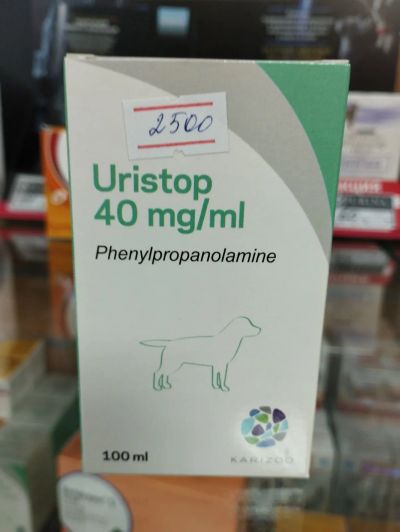 2500
Uristop
40 mg/ml
Phenylpropanolamine
100 ml
KARIZOO